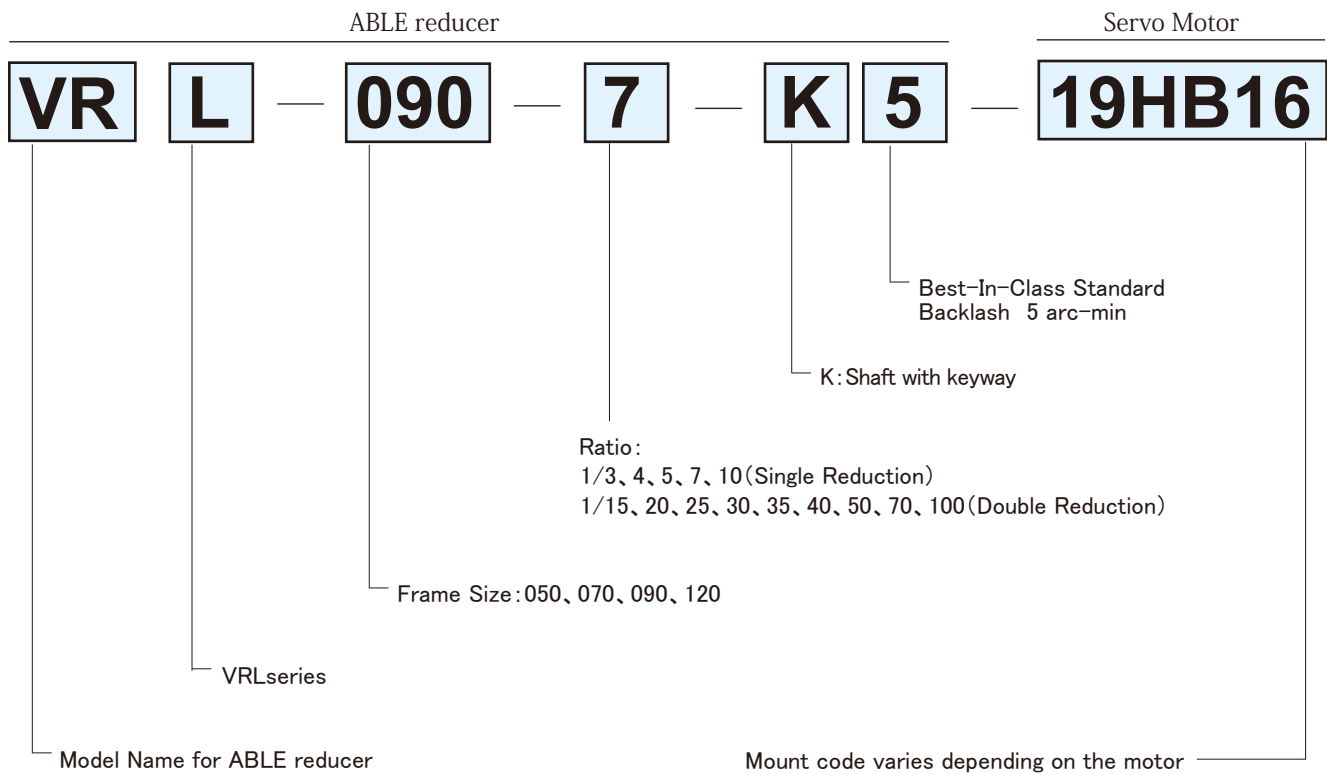 ABLE reducer
Servo Motor
VR L — 090 — 7 — K 5 — 19HB16
Best-In-Class Standard
Backlash 5 arc-min
K:Shaft with keyway
Ratio:
1/3、4、5、7、10(Single Reduction)
1/15、20、25、30、35、40、50、70、100(Double Reduction)
Frame Size:050、070、090、120
VRLseries
Model Name for ABLE reducer
Mount code varies depending on the motor